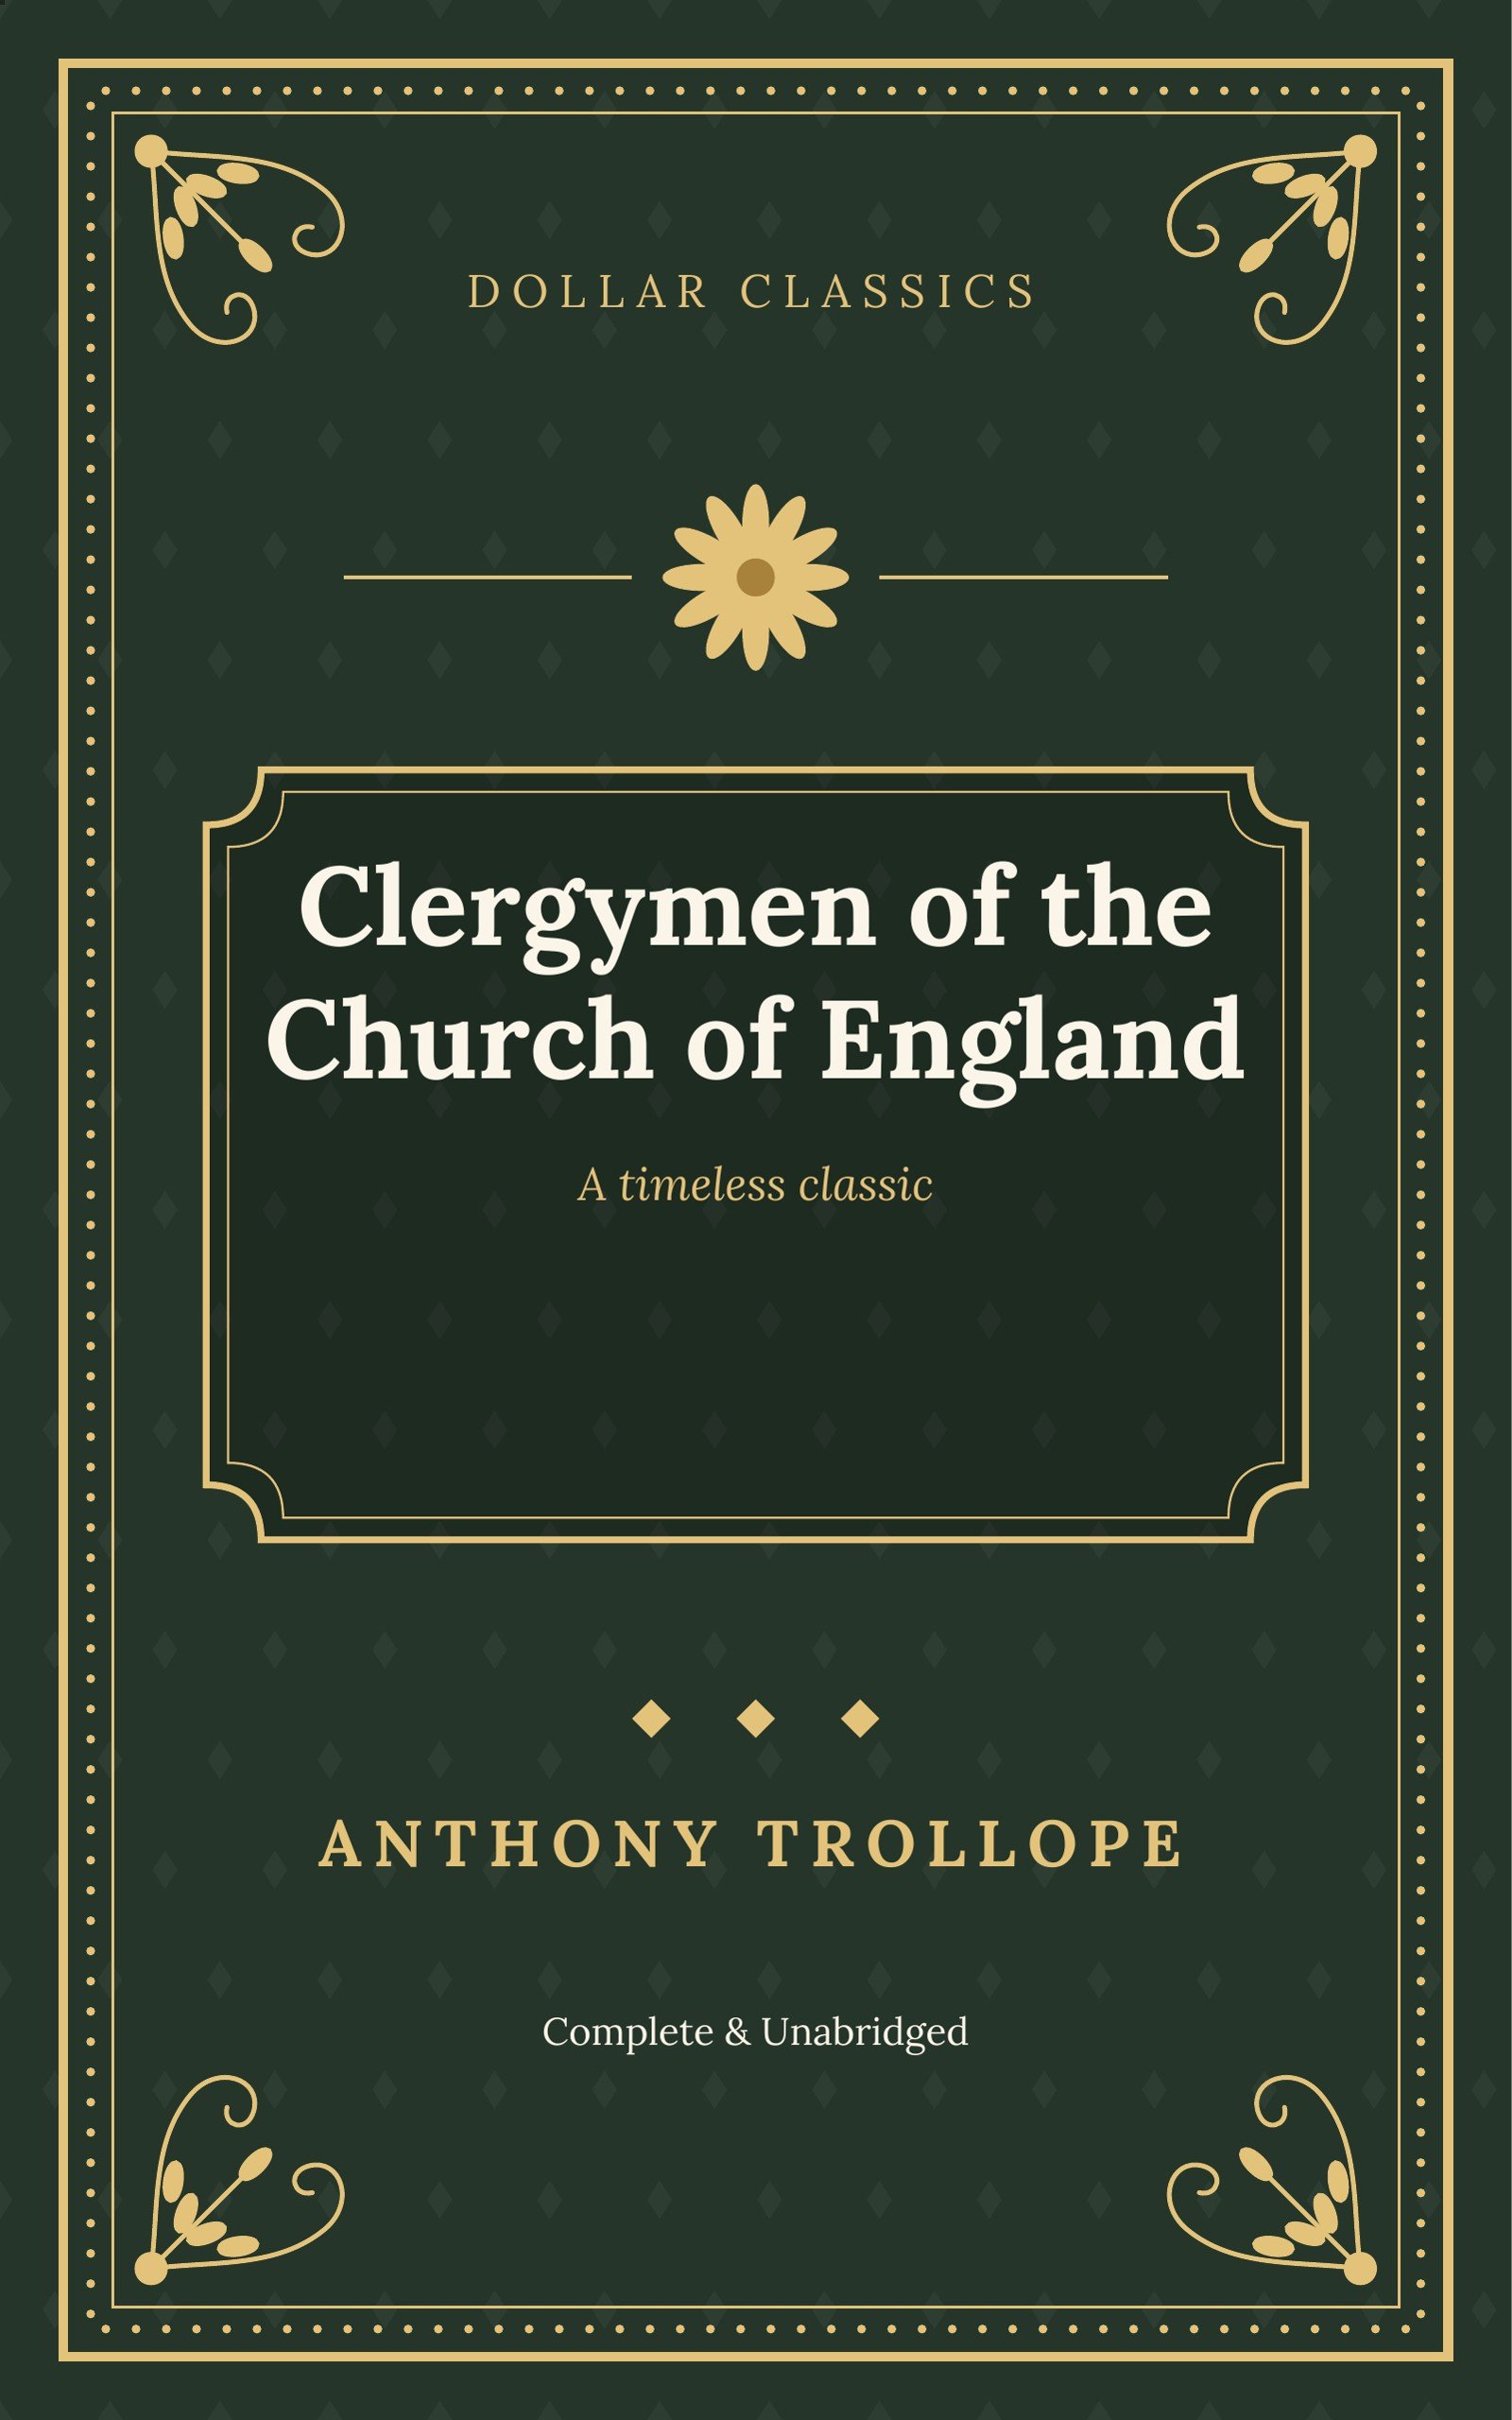 DOLLAR CLASSICS
Clergymen of the
Church of England
A timeless classic
ANTHONY TROLLOPE
Complete & Unabridged